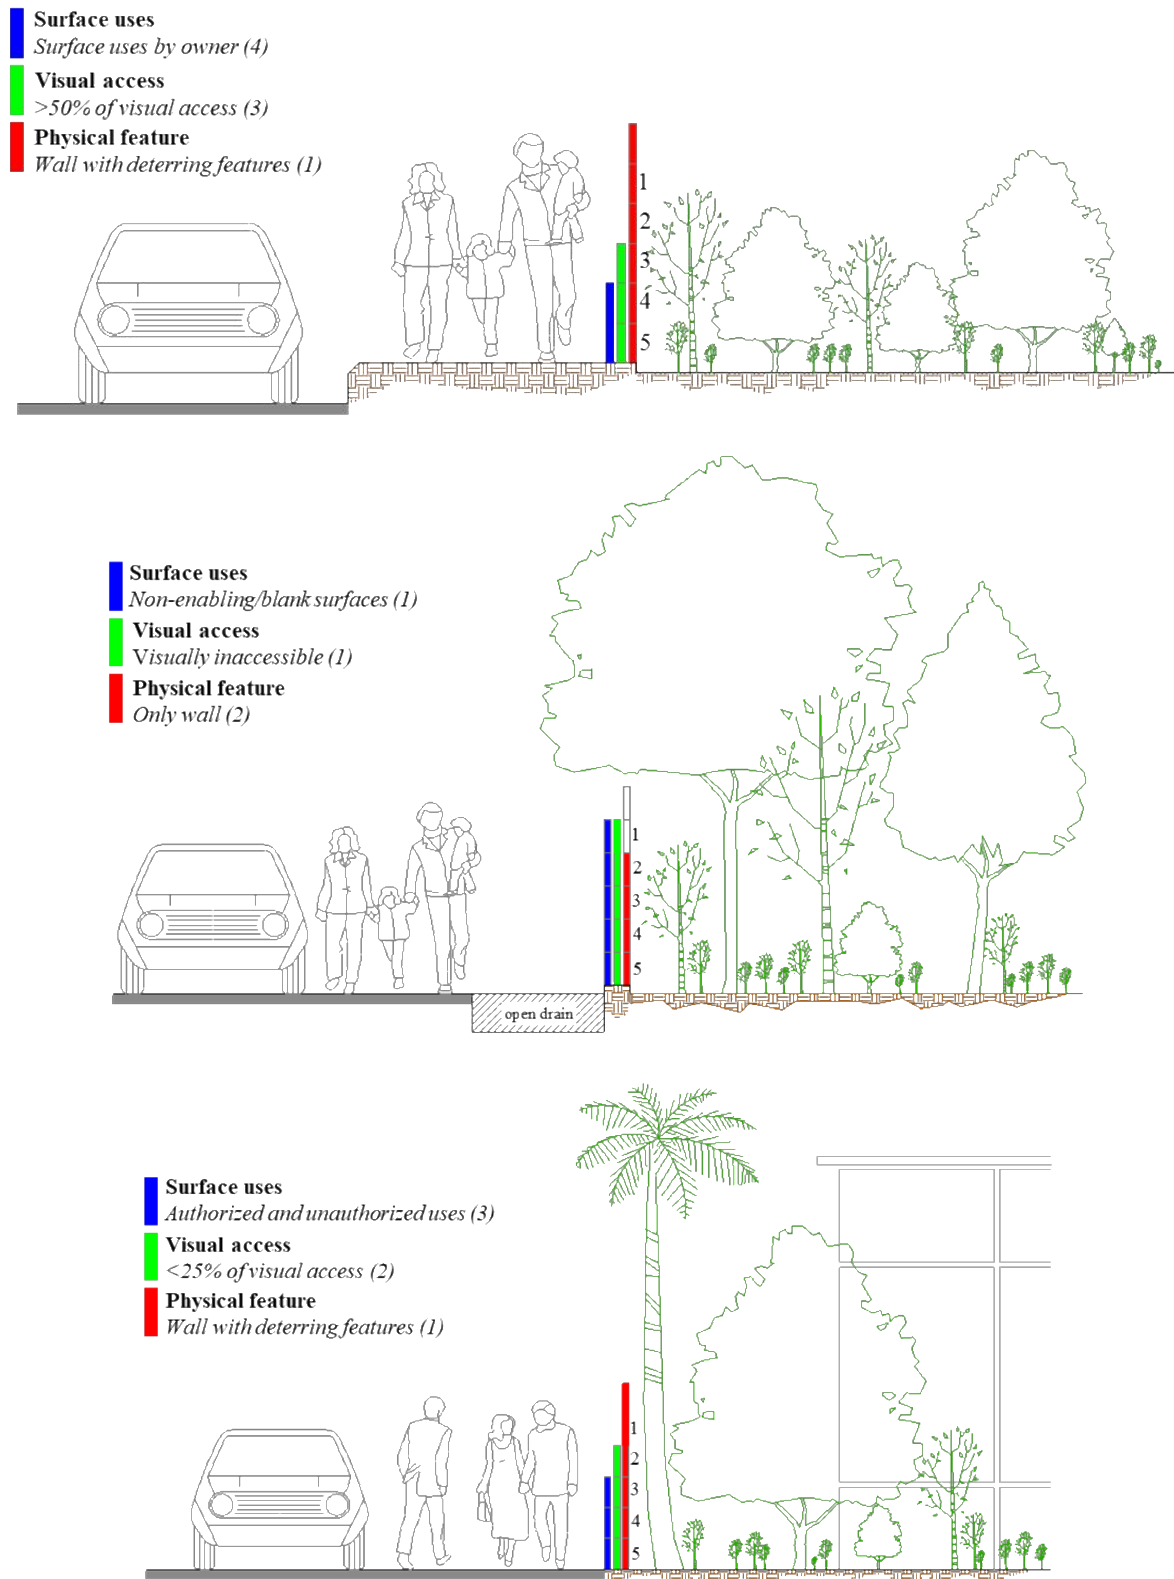 Surface uses
Surface uses by owner (4)
Visual access
>50% of visual access (3)
Physical feature
Wall with deterring features (1)
1
2
3
4
5
Surface uses
Non-enabling/blank surfaces (1)
Visual access
Visually inaccessible (1)
Physical feature
Only wall (2)
1
2
3
4
5
open drain
Surface uses
Authorized and unauthorized uses (3)
Visual access
<25% of visual access (2)
Physical feature
Wall with deterring features (1)
1
2
3
4
5